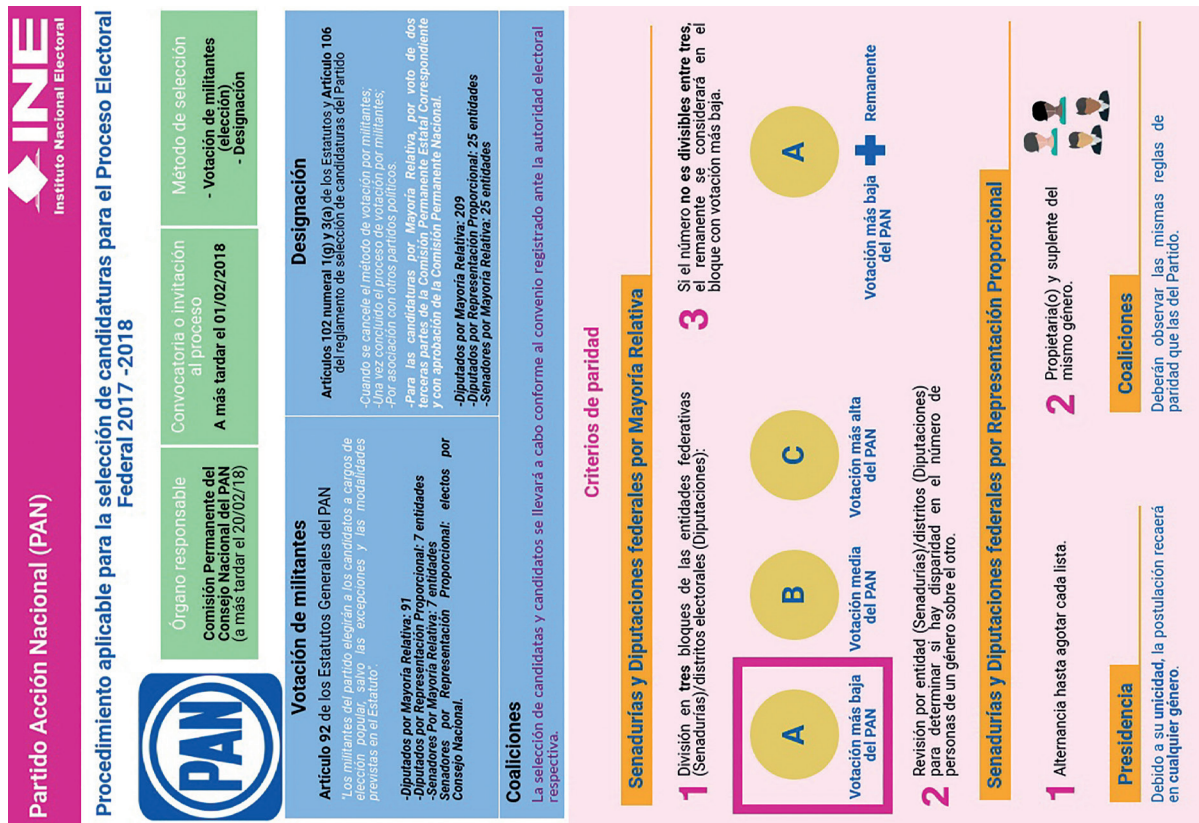 Partido Acción Nacional (PAN)
INE
Instituto Nacional Electoral
Procedimiento aplicable para la selección de candidaturas para el Proceso Electoral
Federal 2017 -2018
PAN
Órgano responsable
Comisión Permanente del
Consejo Nacional del PAN
(a más tardar el 20/02/18)
Convocatoria o invitación
al proceso
A más tardar el 01/02/2018
Método de selección
- Votación de militantes
(elección)
- Designación
Votación de militantes
Artículo 92 de los Estatutos Generales del PAN
"Los militantes del partido elegirán a los candidatos a cargos de
elección popular, salvo las excepciones y las modalidades
previstas en el Estatuto".
-Diputados por Mayoría Relativa: 91
-Diputados por Representación Proporcional: 7 entidades
-Senadores Por Mayoría Relativa: 7 entidades
Senadores por Representación Proporcional: electos por
Consejo Nacional.
Designación
Artículos 102 numeral 1(g) y 3(a) de los Estatutos y Artículo 106
del reglamento de selección de candidaturas del Partido
-Cuando se cancele el método de votación por militantes;
-Una vez concluido el proceso de votación por militantes;
-Por asociación con otros partidos políticos.
-Para las candidaturas por Mayoría Relativa, por voto de dos
terceras partes de la Comisión Permanente Estatal Correspondiente
y con aprobación de la Comisión Permanente Nacional.
-Diputados por Mayoría Relativa: 209
-Diputados por Representación Proporcional: 25 entidades
-Senadores por Mayoría Relativa: 25 entidades
Coaliciones
La selección de candidatas y candidatos se llevará a cabo conforme al convenio registrado ante la autoridad electoral
respectiva.
Criterios de paridad
Senadurías y Diputaciones federales por Mayoría Relativa
1
División en tres bloques de las entidades federativas
(Senadurías)/distritos electorales (Diputaciones):
A
Votación más baja
del PAN
B
Votación media
del PAN
C
Votación más alta
del PAN
2
Revisión por entidad (Senadurías)/distritos (Diputaciones)
para determinar si hay disparidad en el número de
personas de un género sobre el otro.
3
Si el número no es divisibles entre tres,
el remanente se considerará en el
bloque con votación más baja.
A
Votación más baja
del PAN
+
Remanente
Senadurías y Diputaciones federales por Representación Proporcional
1
Alternancia hasta agotar cada lista.
2
Propietaria(o) y suplente del
mismo género.
Presidencia
Debido a su unicidad, la postulación recaerá
en cualquier género.
Coaliciones
Deberán observar las mismas reglas de
paridad que las del Partido.